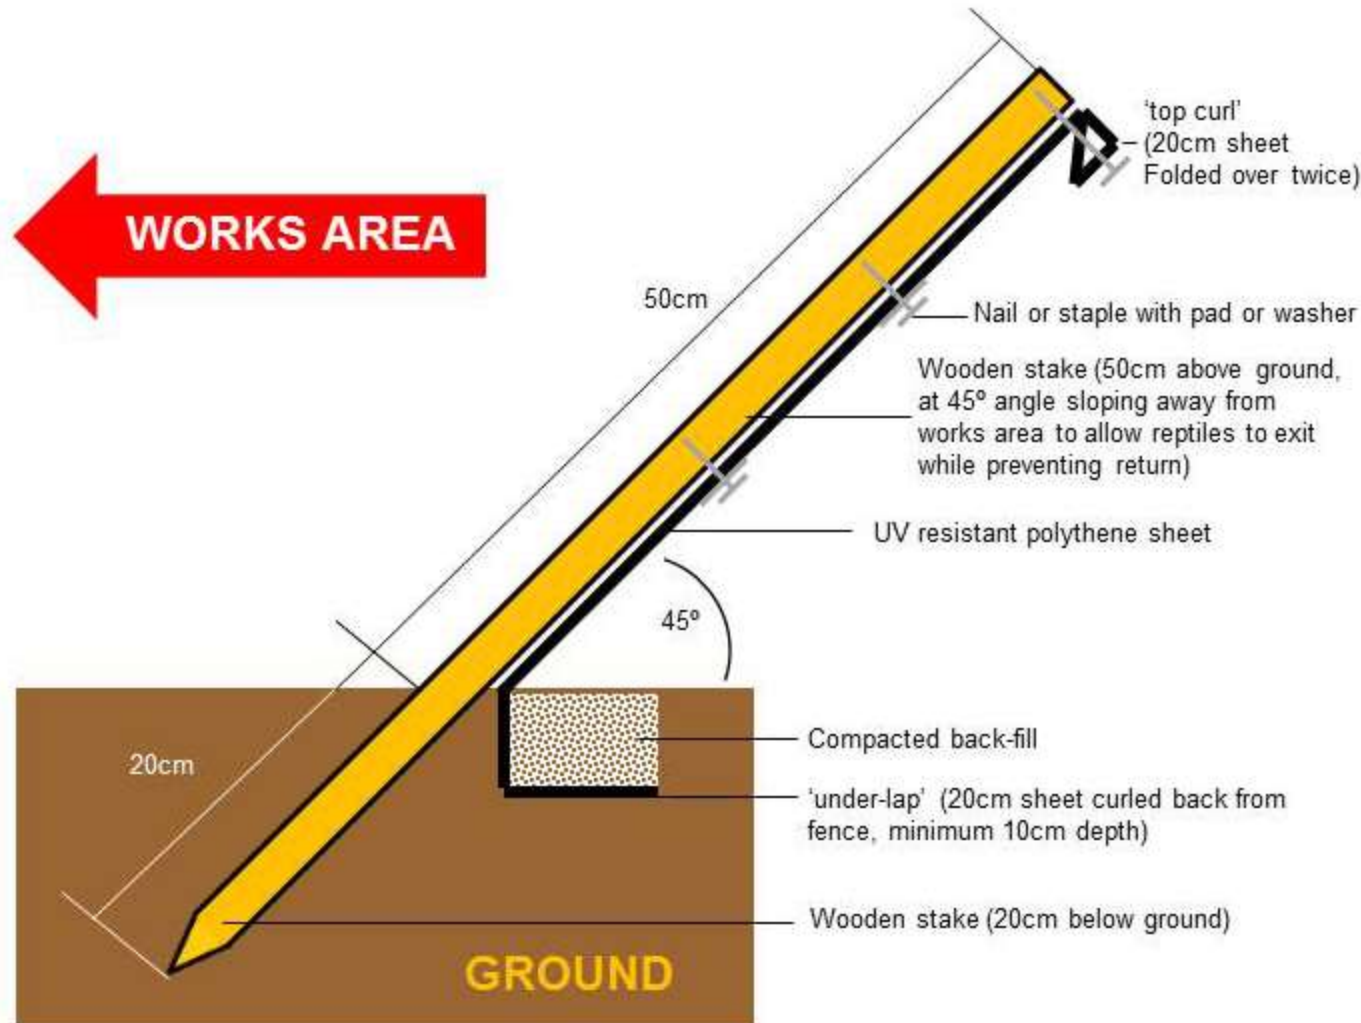 'top curl'
(20cm sheet
Folded over twice)
WORKS AREA
50cm
Nail or staple with pad or washer
Wooden stake (50cm above ground,
at 45º angle sloping away from
works area to allow reptiles to exit
while preventing return)
UV resistant polythene sheet
45º
Compacted back-fill
20cm
'under-lap' (20cm sheet curled back from
fence, minimum 10cm depth)
Wooden stake (20cm below ground)
GROUND